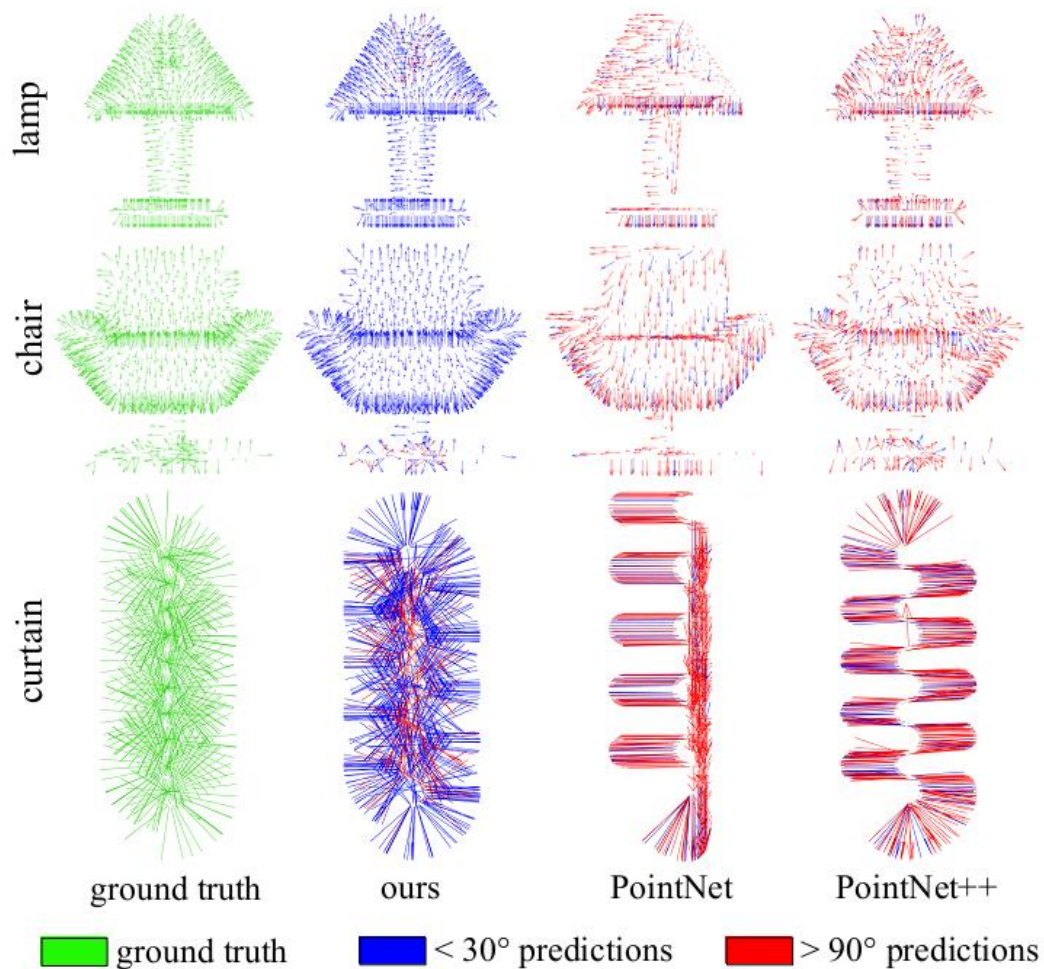 lamp
chair
curtain
ground truth ours PointNet PointNet++
ground truth < 30° predictions > 90° predictions